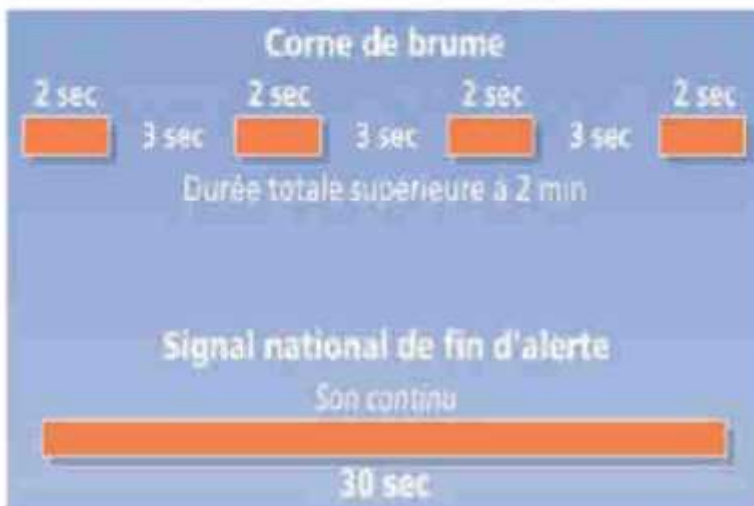 Corne de brume
2 sec 2 sec 2 sec 2 sec
3 sec 3 sec 3 sec
Durée totale supérieure à 2 min
Signal national de fin d'alerte
Son continu
30 sec